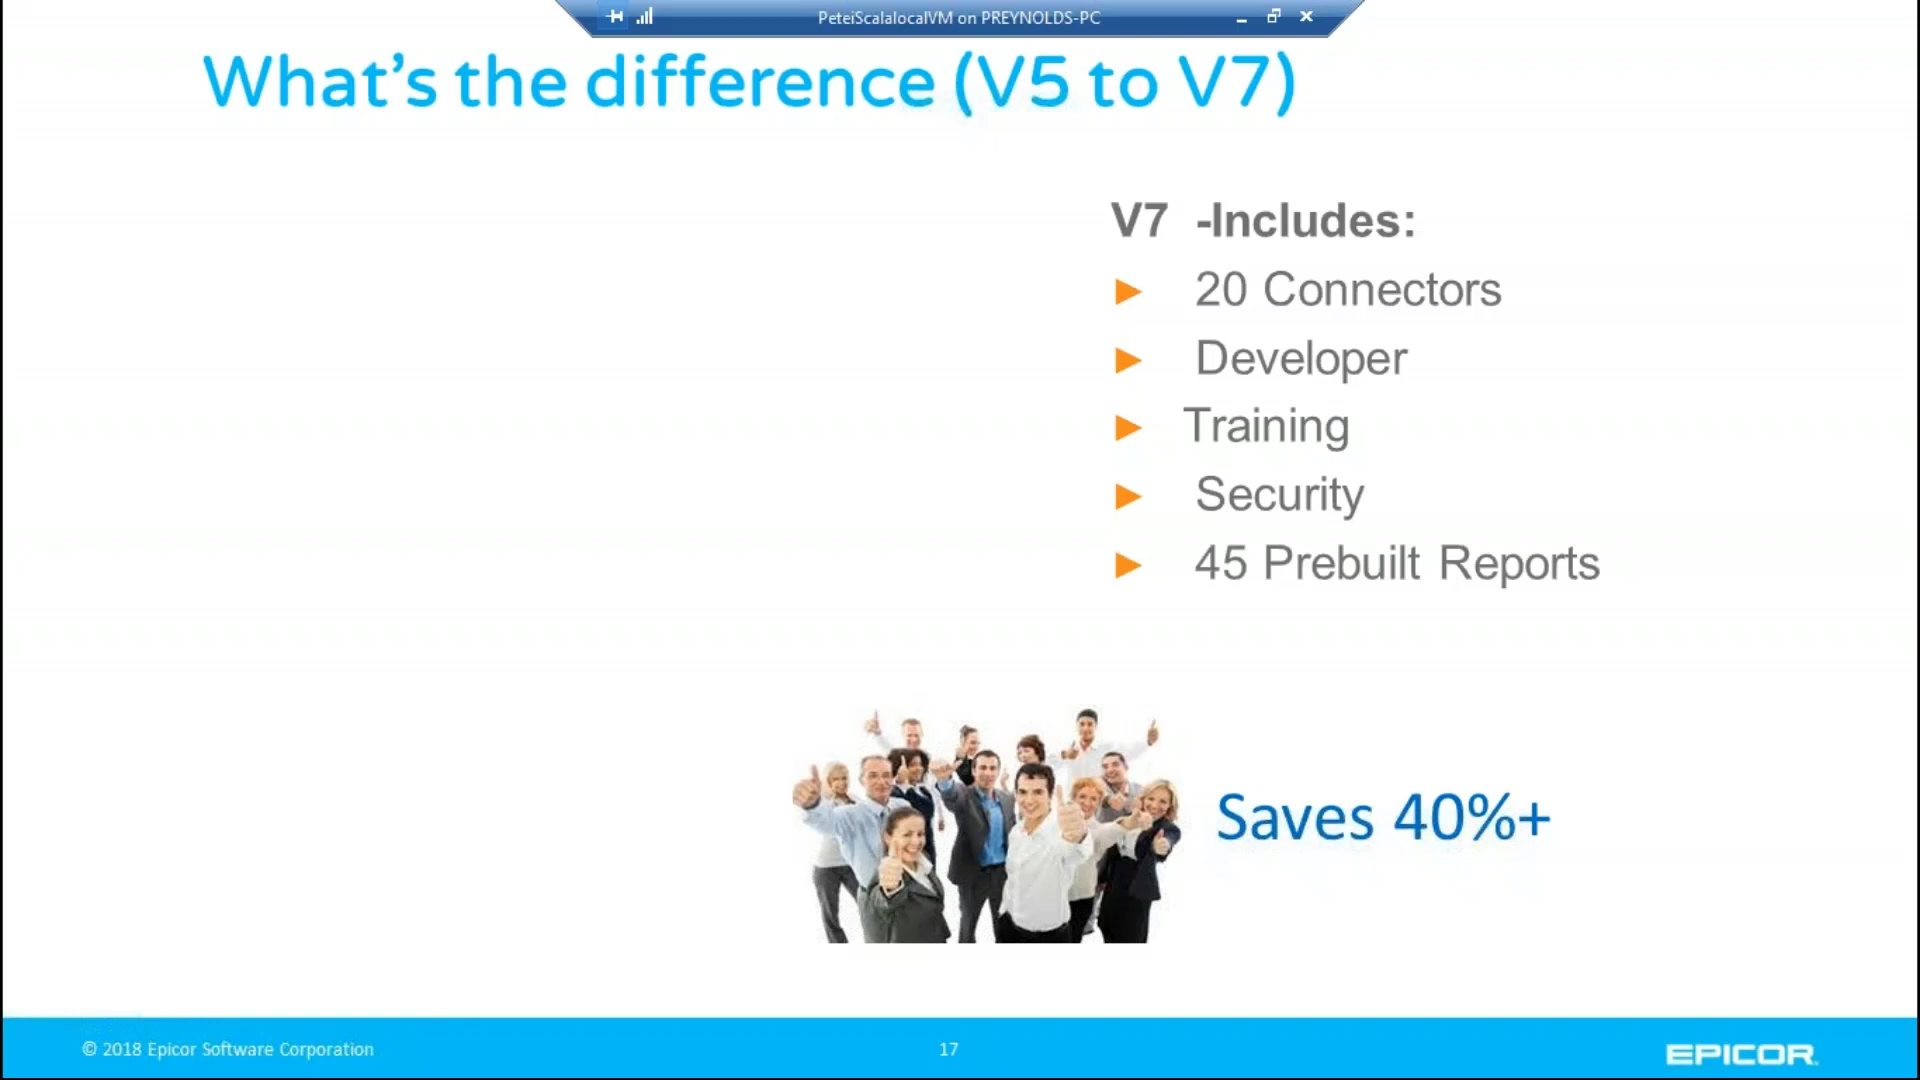 PeteiScalalocalVM on PREYNOLDS-PC
What's the difference (V5 to V7)
V7 -Includes:
► 20 Connectors
► Developer
► Training
► Security
► 45 Prebuilt Reports
Saves 40%+
© 2018 Epicor Software Corporation
17
EPICOR